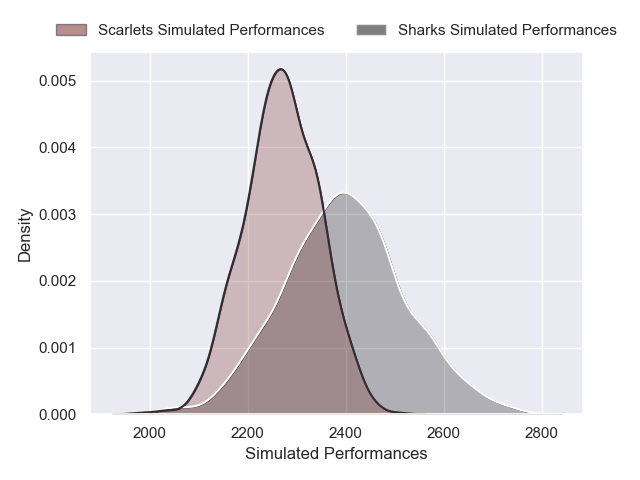 Scarlets Simulated Performances Sharks Simulated Performances
0.005
0.004
0.003
0.002
0.001
0.000
Density
2000 2200 2400 2600 2800
Simulated Performances